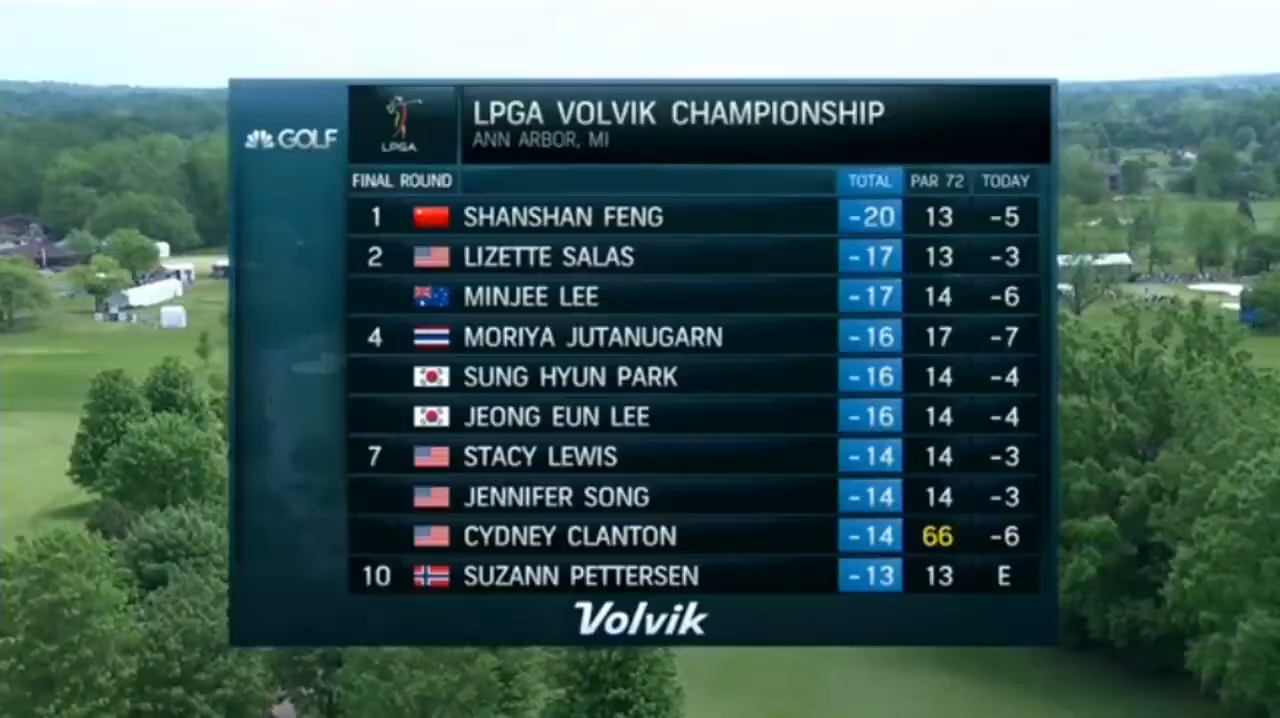 LPGA VOLVIK CHAMPIONSHIP
GOLF
LPGA
ANN ARBOR, MI
FINAL ROUND TOTAL PAR 72 TODAY
1 SHANSHAN FENG -20 13 -5
2 LIZETTE SALAS -17 13 -3
MINJEE LEE -17 14 -6
4 MORIYA JUTANUGARN -16 17 -7
SUNG HYUN PARK -16 14 -4
JEONG EUN LEE -16 14 -4
7 STACY LEWIS -14 14 -3
JENNIFER SONG -14 14 -3
CYDNEY CLANTON -14 66 -6
10 SUZANN PETTERSEN -13 13 E
Volvik